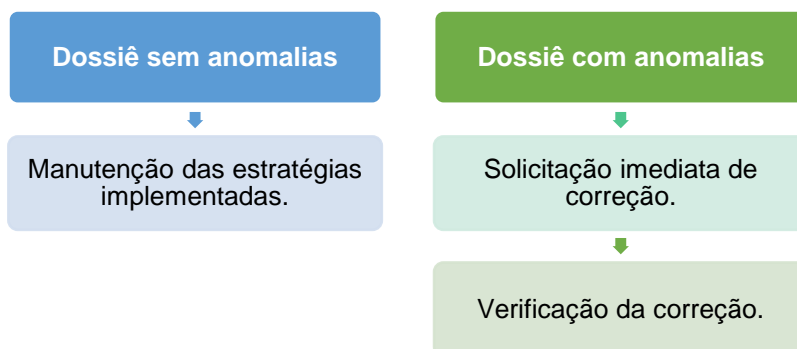 Dossiê sem anomalias
Manutenção das estratégias
implementadas.
Dossiê com anomalias
Solicitação imediata de
correção.
Verificação da correção.